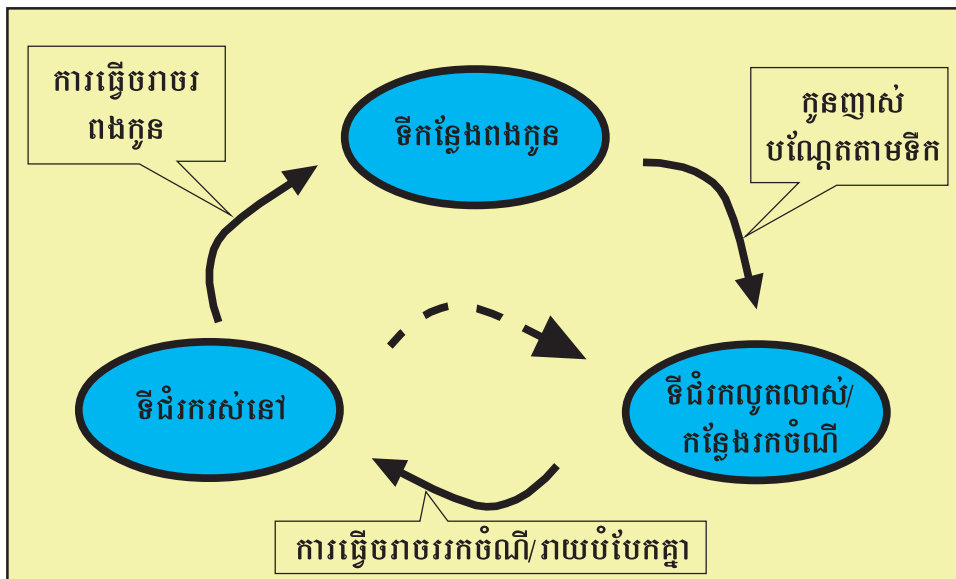 ការធ្វើចរាចរ
ពងកូន
ទីកន្លែងពងកូន
កូនញាស់
បណ្តែតតាមទឹក
ទីជំរករស់នៅ
ទីជំរកលូតលាស់/
កន្លែងរកចំណី
ការធ្វើចរាចររកចំណី/រាយបំបែកគ្នា